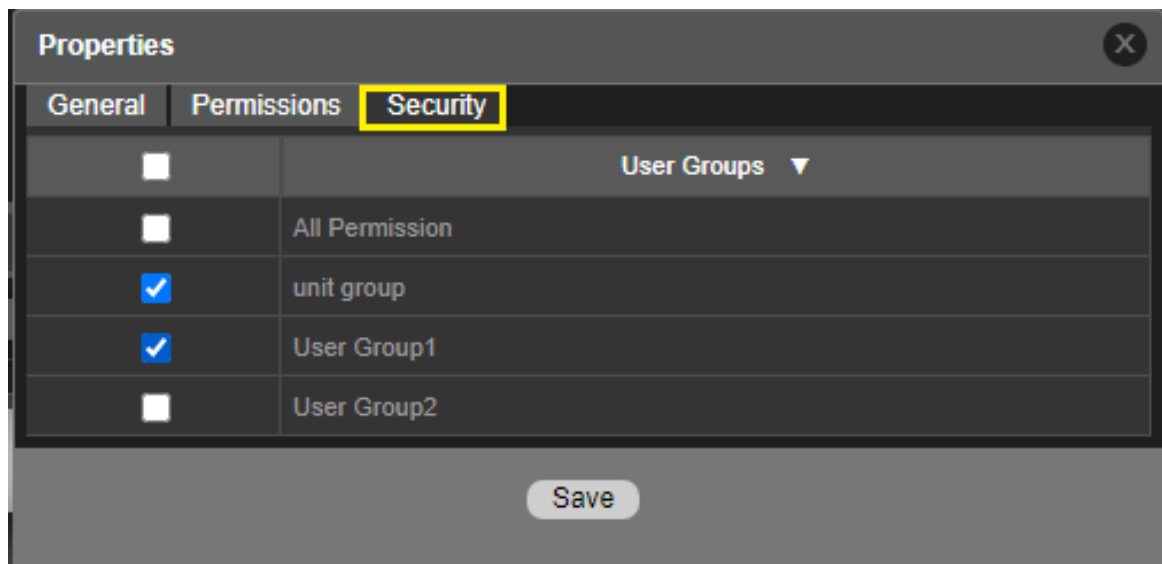 Properties
General Permissions Security
User Groups ▼
All Permission
unit group
User Group1
User Group2
Save